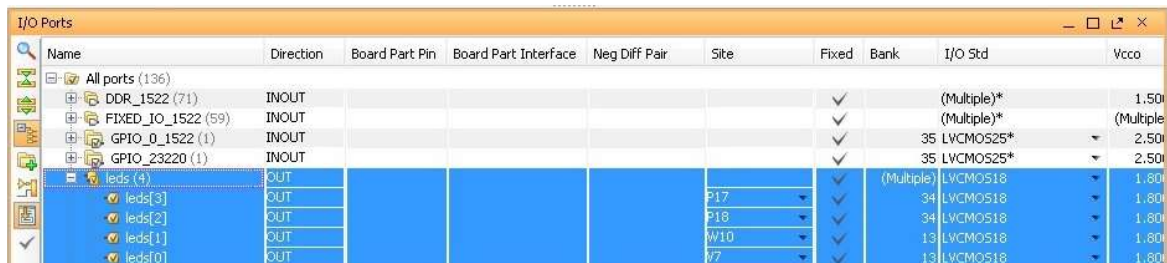 I/O Ports
Name Direction Board Part Pin Board Part Interface Neg Diff Pair Site Fixed Bank I/O Std Vcco
All ports (136)
DDR_1522 (71) INOUT (Multiple)* 1.50
FIXED_IO_1522 (59) INOUT (Multiple)* (Multiple
GPIO_0_1522 (1) INOUT 35 LVCMOS25* 2.50
GPIO_23220 (1) INOUT 35 LVCMOS25* 2.50
leds (4) OUT (Multiple) LVCMOS18 1.80
leds[3] OUT P17 34 LVCMOS18 1.80
leds[2] OUT P18 34 LVCMOS18 1.80
leds[1] OUT W10 13 LVCMOS18 1.80
leds[0] OUT V7 13 LVCMOS18 1.80